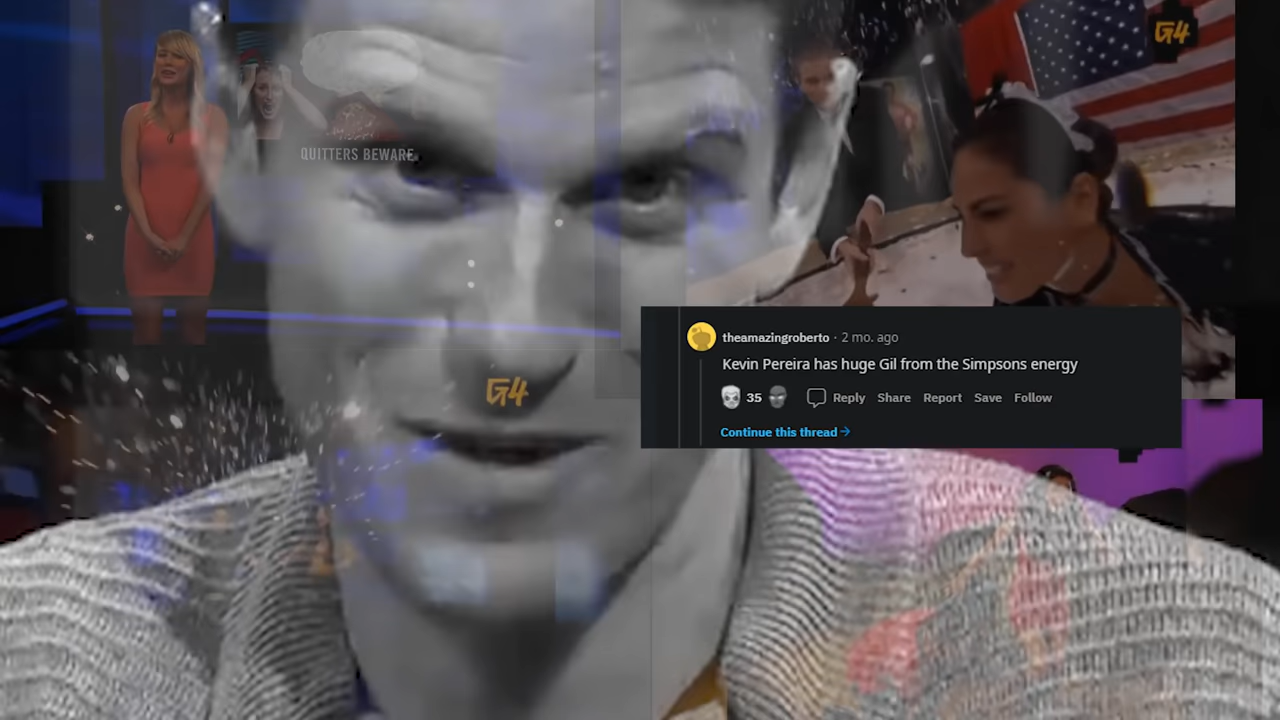 G4
QUITTERS BEWARE.
theamazingroberto · 2 mo. ago
Kevin Pereira has huge Gil from the Simpsons energy
35 Reply Share Report Save Follow
G4
Continue this thread →